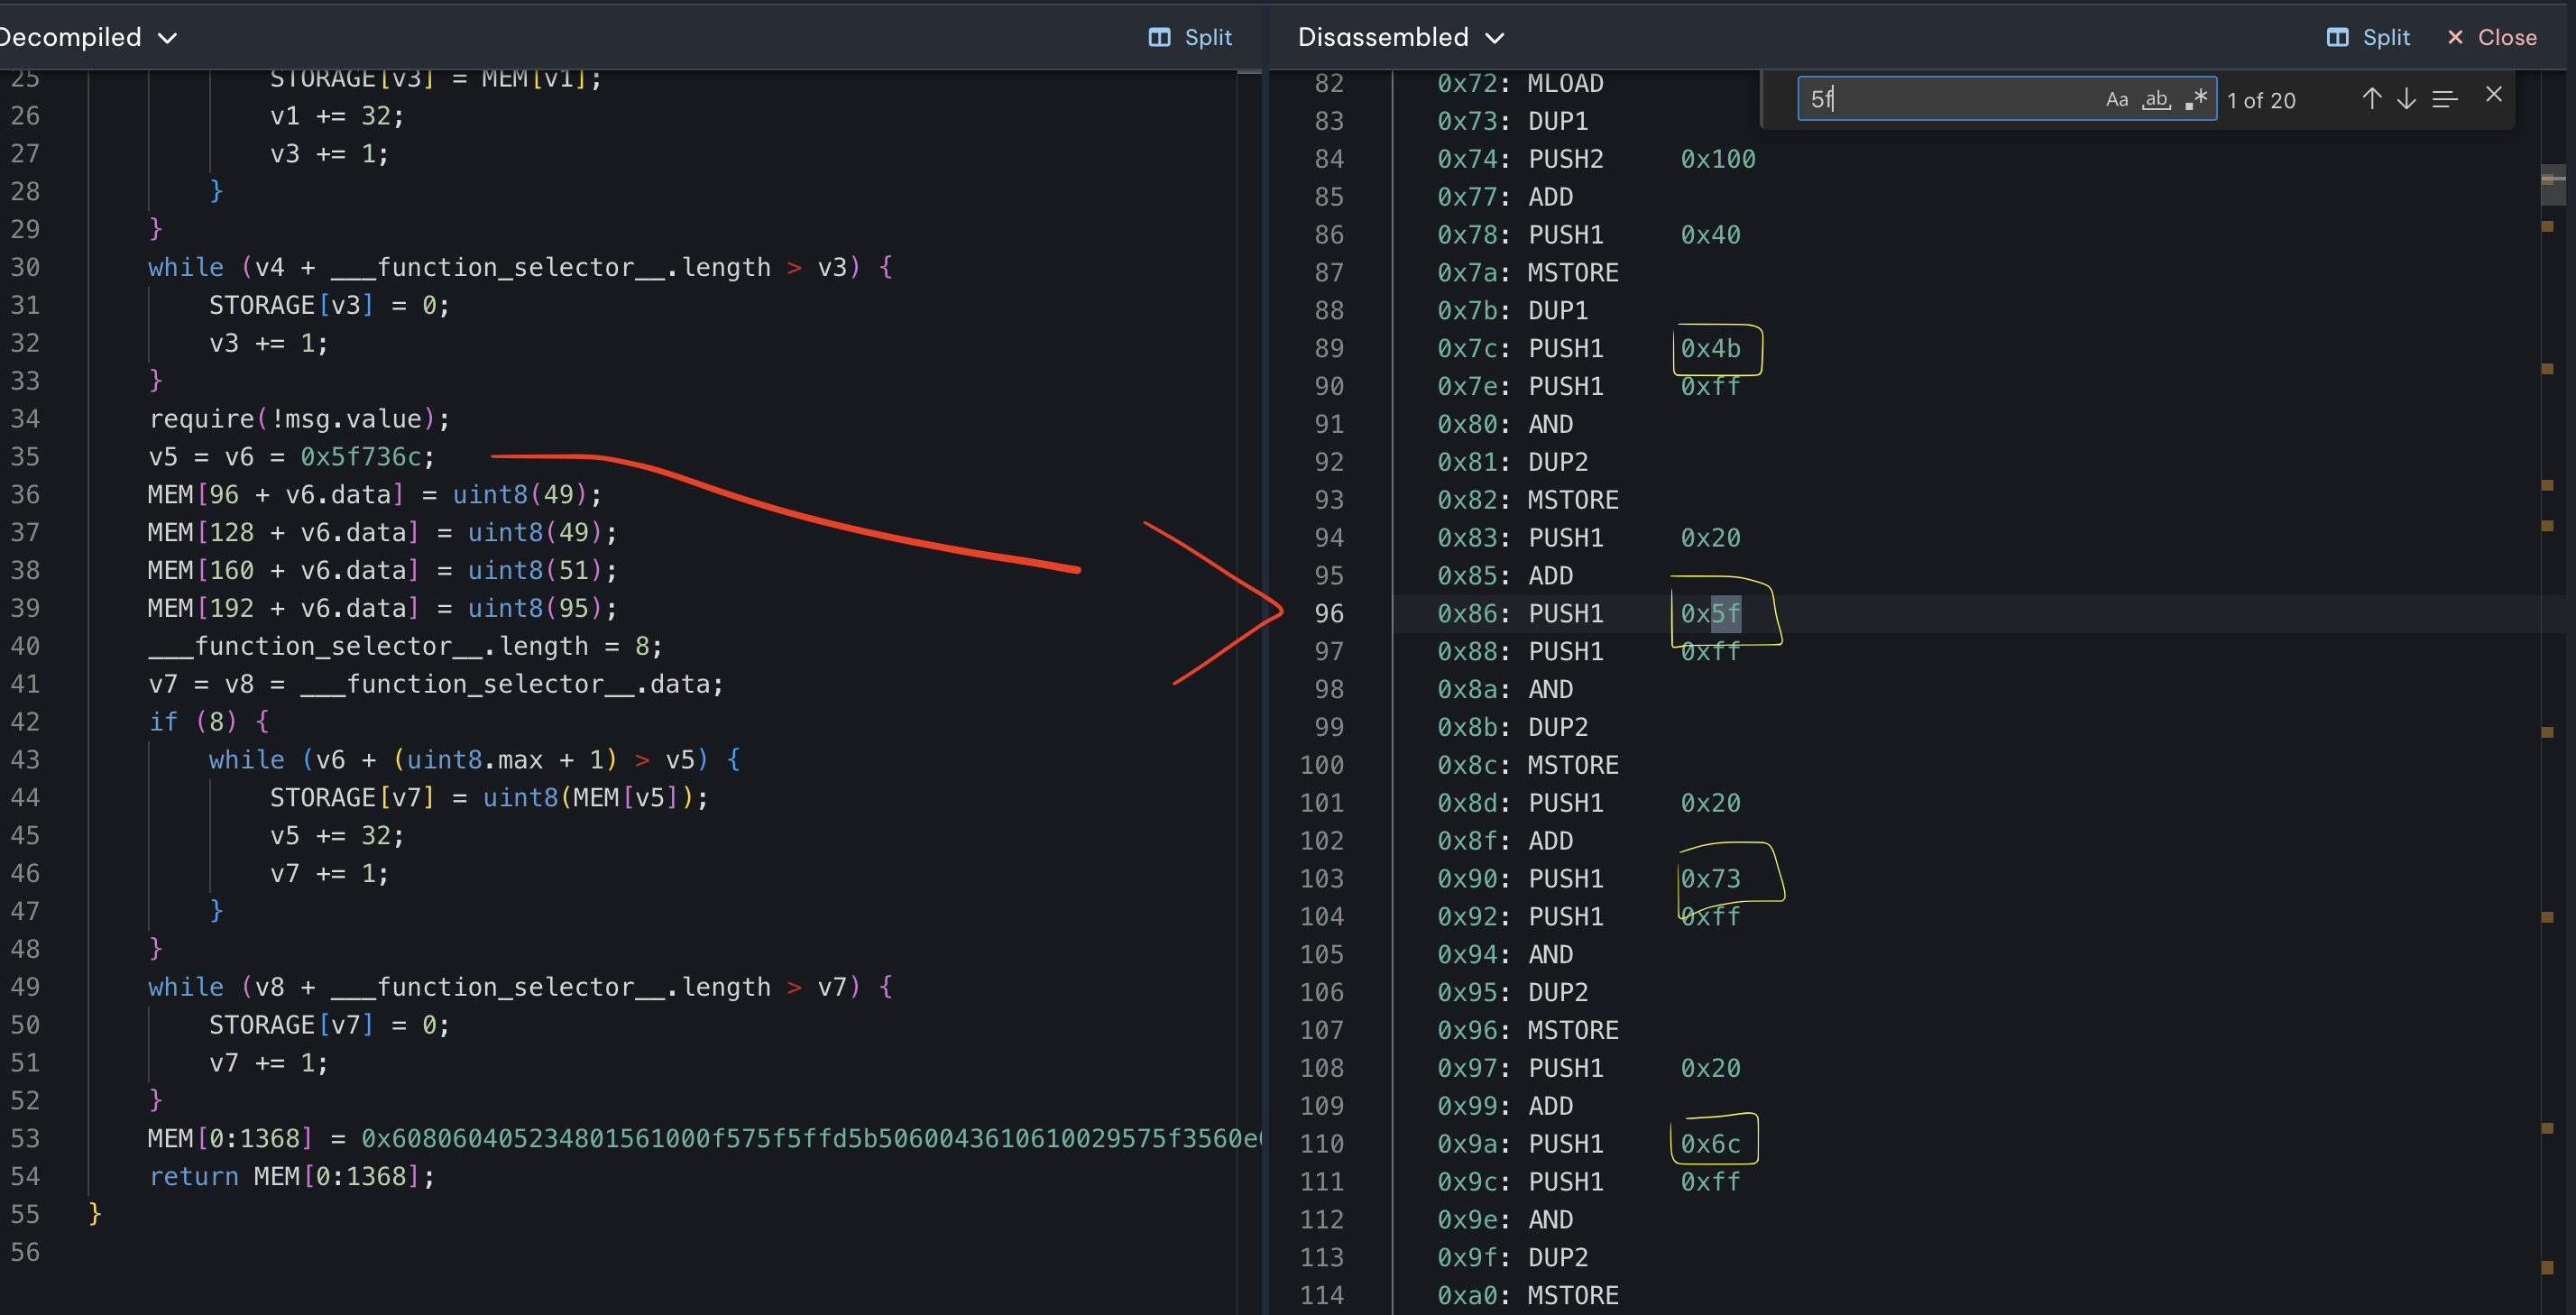 Decompiled
Split
25 STORAGE[v3] = MEM[v1];
26 v1 += 32;
27 v3 += 1;
28 }
29 }
30 while (v4 + ___function_selector__.length > v3) {
31 STORAGE[v3] = 0;
32 v3 += 1;
33 }
34 require(!msg.value);
35 v5 = v6 = 0x5f736c;
36 MEM[96 + v6.data] = uint8(49);
37 MEM[128 + v6.data] = uint8(49);
38 MEM[160 + v6.data] = uint8(51);
39 MEM[192 + v6.data] = uint8(95);
40 ___function_selector__.length = 8;
41 v7 = v8 = ___function_selector__.data;
42 if (8) {
43 while (v6 + (uint8.max + 1) > v5) {
44 STORAGE[v7] = uint8(MEM[v5]);
45 v5 += 32;
46 v7 += 1;
47 }
48 }
49 while (v8 + ___function_selector__.length > v7) {
50 STORAGE[v7] = 0;
51 v7 += 1;
52 }
53 MEM[0:1368] = 0x608060405234801561000f575f5ffd5b5060043610610029575f3560e
54 return MEM[0:1368];
55 }
56
Disassembled
Split
Close
5f
Aa ab .*
1 of 20
82 0x72: MLOAD
83 0x73: DUP1
84 0x74: PUSH2 0x100
85 0x77: ADD
86 0x78: PUSH1 0x40
87 0x7a: MSTORE
88 0x7b: DUP1
89 0x7c: PUSH1 0x4b
90 0x7e: PUSH1 0xff
91 0x80: AND
92 0x81: DUP2
93 0x82: MSTORE
94 0x83: PUSH1 0x20
95 0x85: ADD
96 0x86: PUSH1 0x5f
97 0x88: PUSH1 0xff
98 0x8a: AND
99 0x8b: DUP2
100 0x8c: MSTORE
101 0x8d: PUSH1 0x20
102 0x8f: ADD
103 0x90: PUSH1 0x73
104 0x92: PUSH1 0xff
105 0x94: AND
106 0x95: DUP2
107 0x96: MSTORE
108 0x97: PUSH1 0x20
109 0x99: ADD
110 0x9a: PUSH1 0x6c
111 0x9c: PUSH1 0xff
112 0x9e: AND
113 0x9f: DUP2
114 0xa0: MSTORE